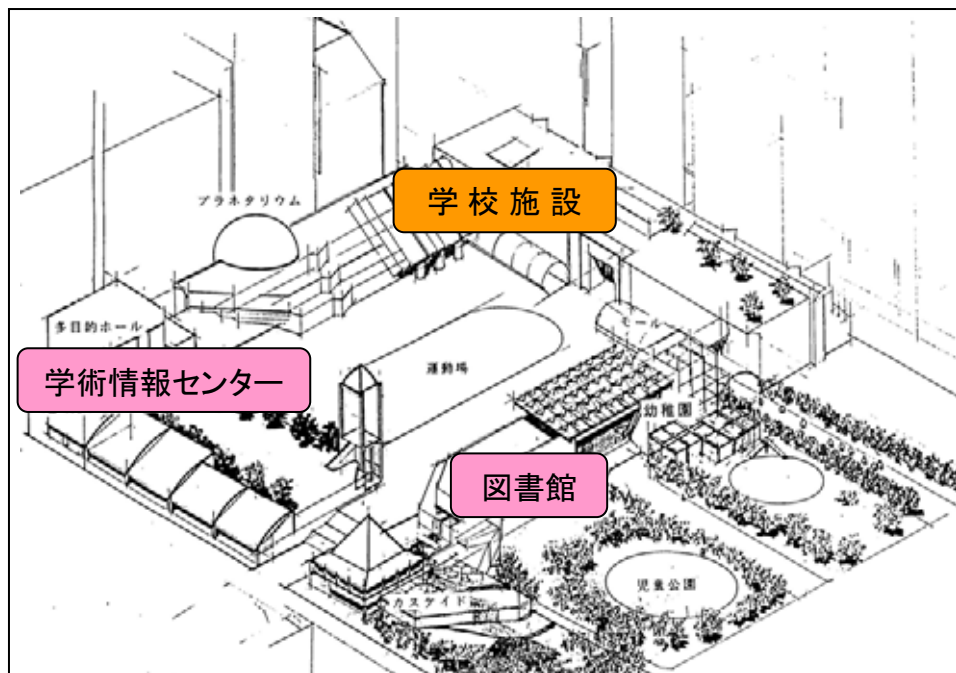 学校施設
プラネタリウム
多目的ホール
モール
学術情報センター
運動場
幼稚園
図書館
児童公園
カスケイド